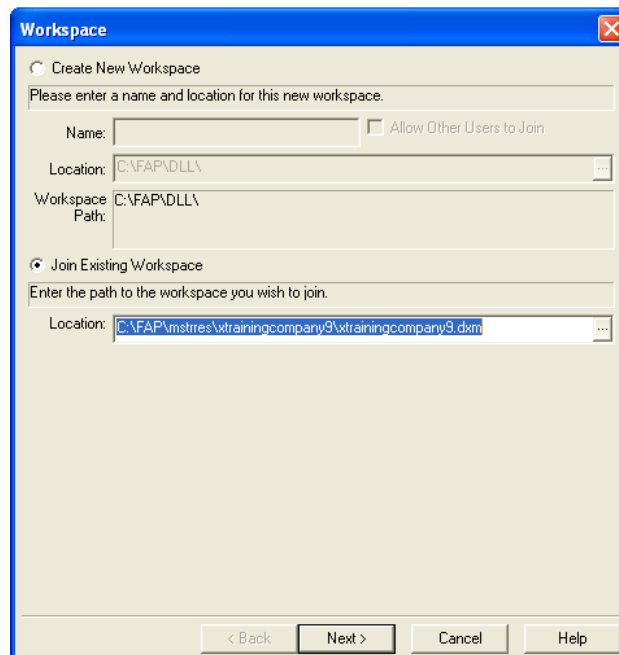 Workspace
Create New Workspace
Please enter a name and location for this new workspace.
Name: Allow Other Users to Join
Location: C:\FAP\DLL\ ...
Workspace Path: C:\FAP\DLL\
Join Existing Workspace
Enter the path to the workspace you wish to join.
Location: C:\FAP\mstrres\xtrainingcompany9\xtrainingcompany9.dxm ...
< Back Next > Cancel Help